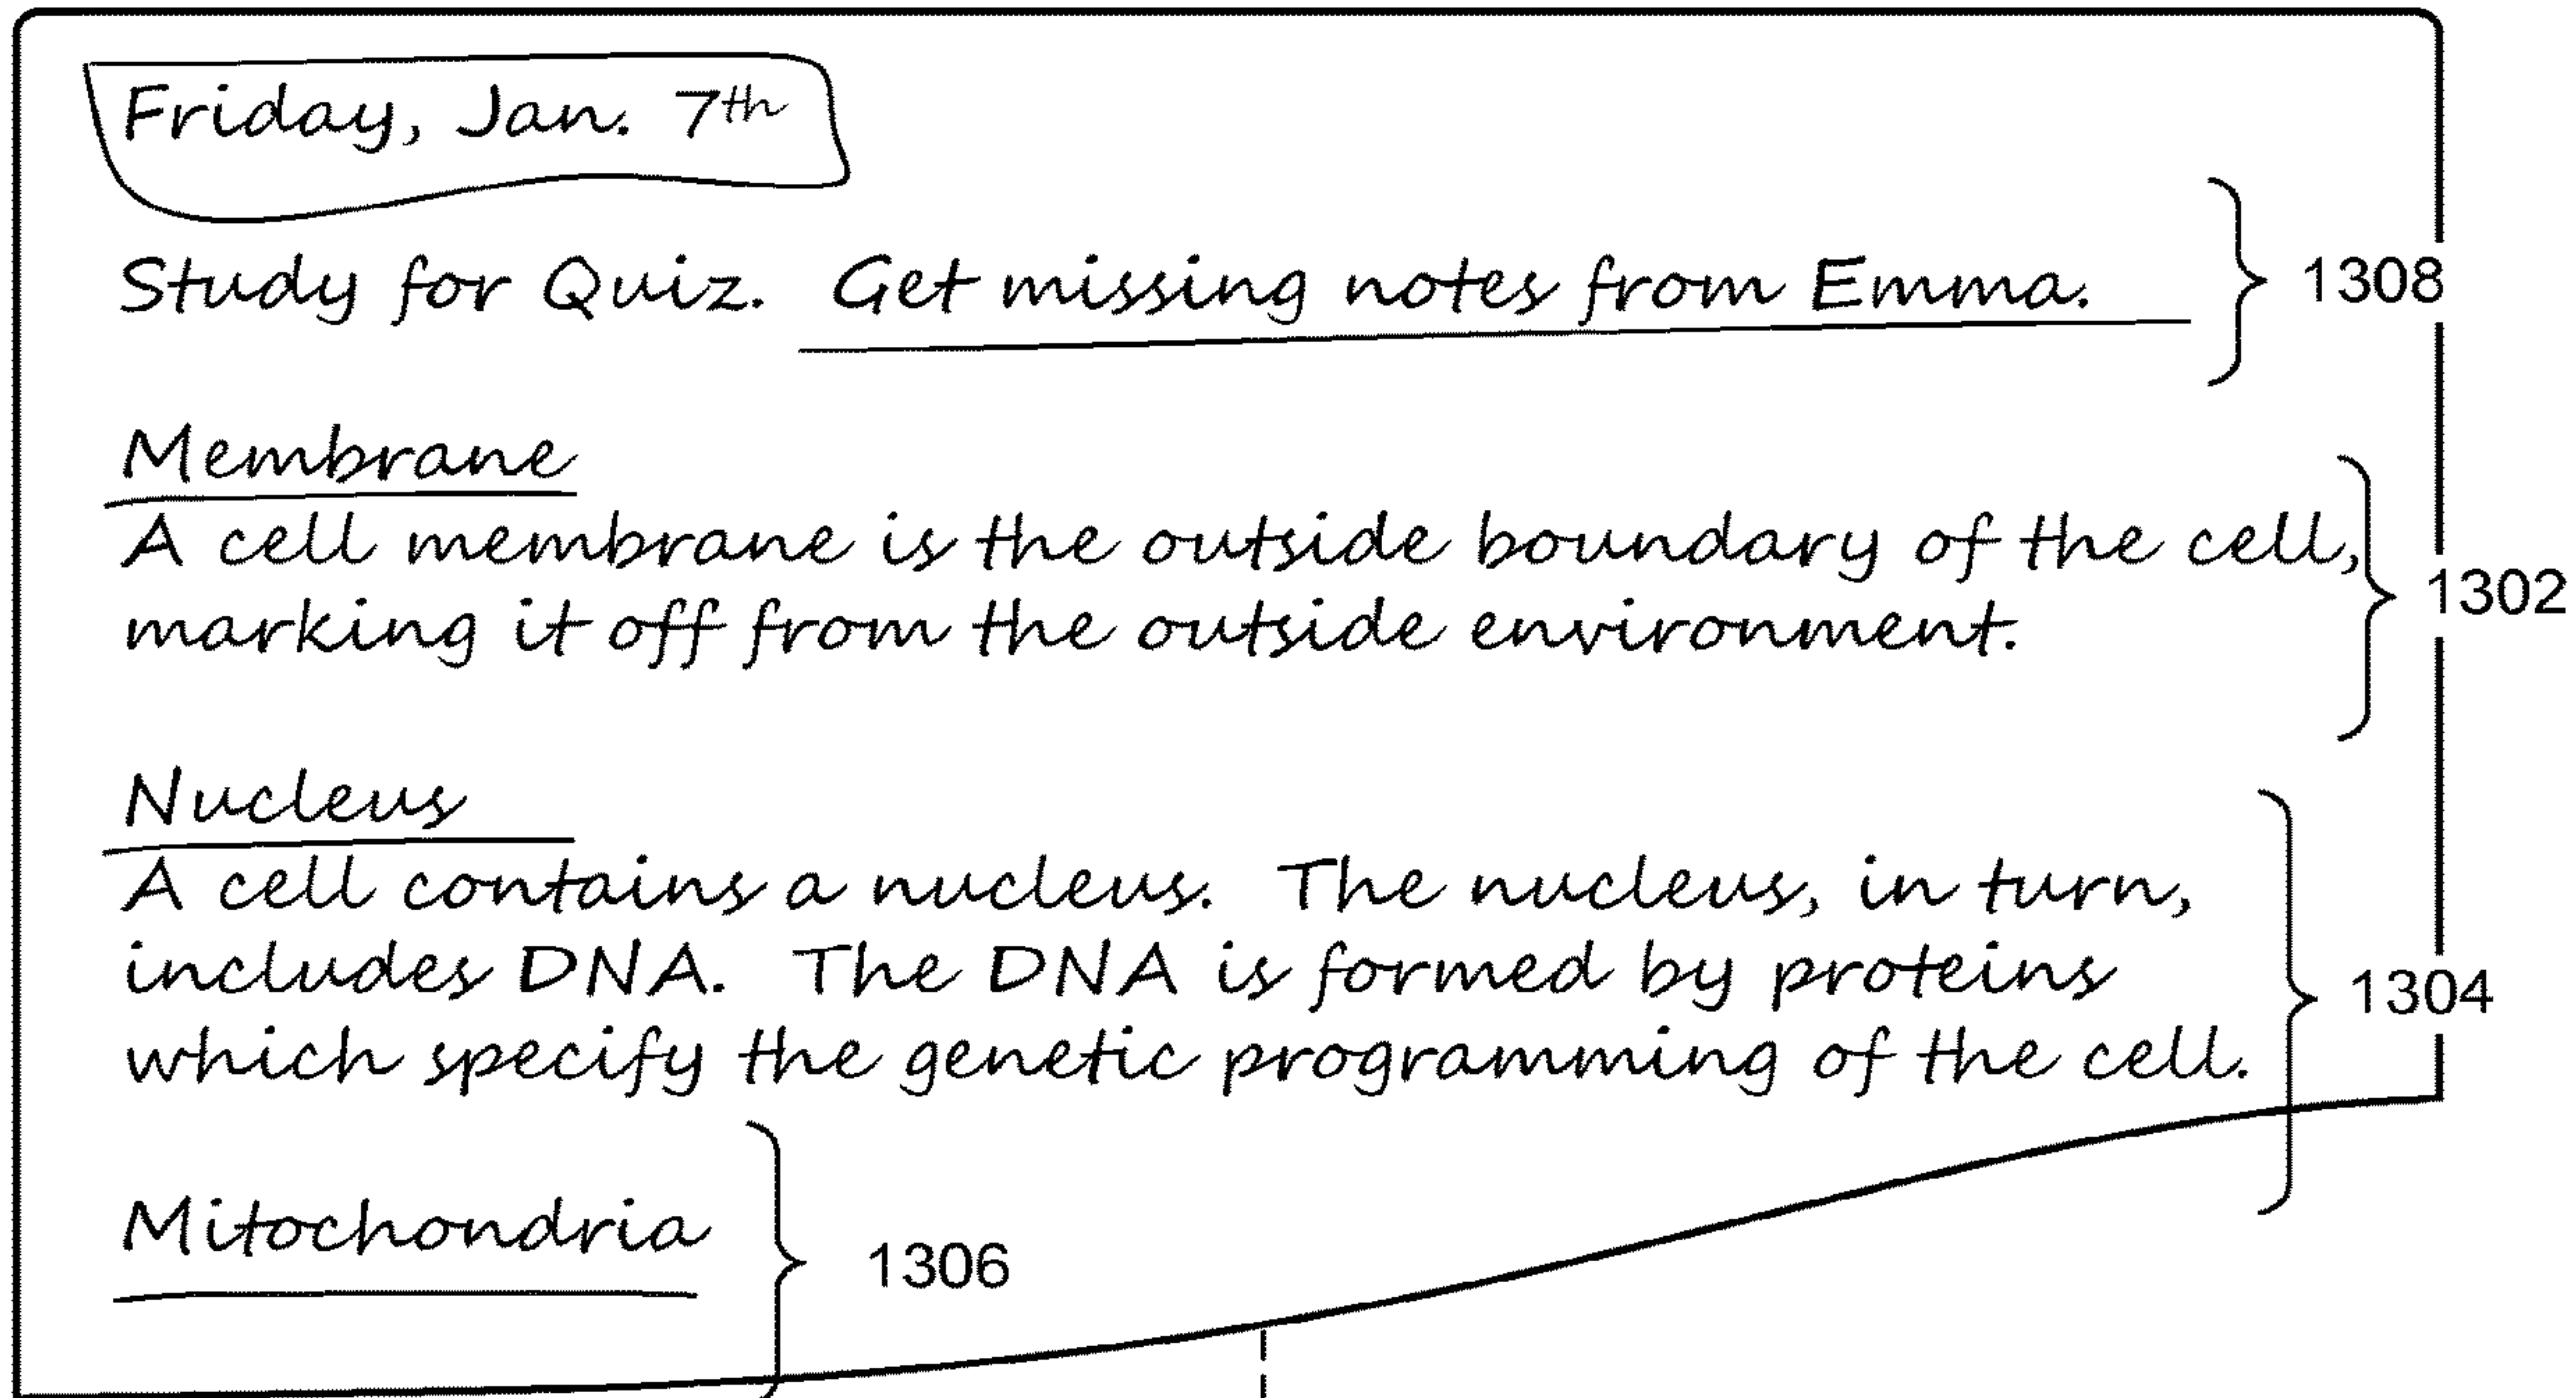 Friday, Jan. 7th
Study for Quiz. Get missing notes from Emma.
1308
Membrane
A cell membrane is the outside boundary of the cell,
marking it off from the outside environment.
1302
Nucleus
A cell contains a nucleus. The nucleus, in turn,
includes DNA. The DNA is formed by proteins
which specify the genetic programming of the cell.
1304
Mitochondria
1306